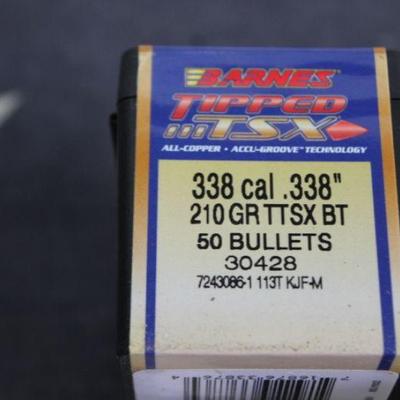 BARNES
TIPPED
TSX
ALL-COPPER • ACCU-GROOVE™ TECHNOLOGY
338 cal .338"
210 GR TTSX BT
50 BULLETS
30428
7243086-1 113T KJF-M